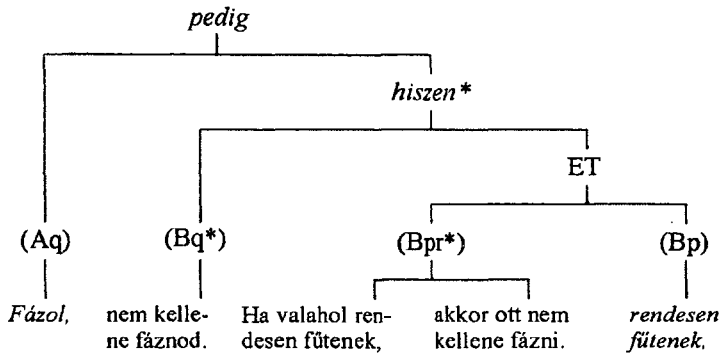 pedig
hiszen*
ET
(Aq) (Bq*) (Bpr*) (Bp)
Fázol, nem kelle- Ha valahol ren- akkor ott nem rendesen
ne fáznod. desen fűtenek, kellene fázni. fűtenek,